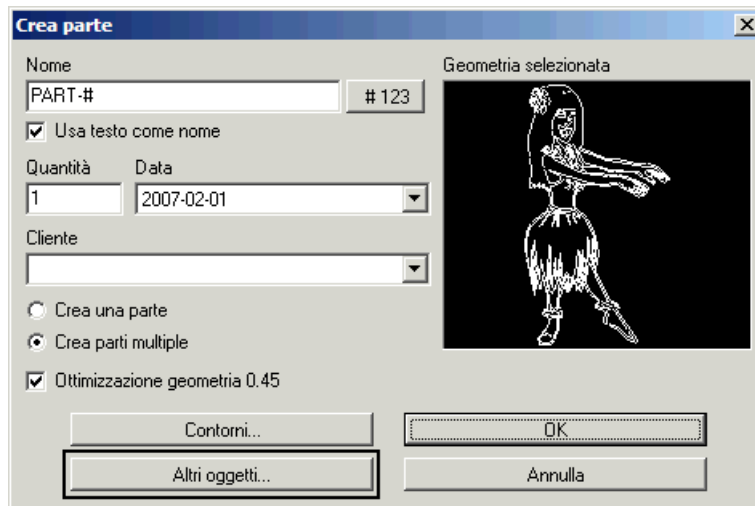 Crea parte
Nome
Geometria selezionata
PART-#
# 123
Usa testo come nome
Quantità
Data
1
2007-02-01
Cliente
Crea una parte
Crea parti multiple
Ottimizzazione geometria 0.45
Contorni...
OK
Altri oggetti...
Annulla